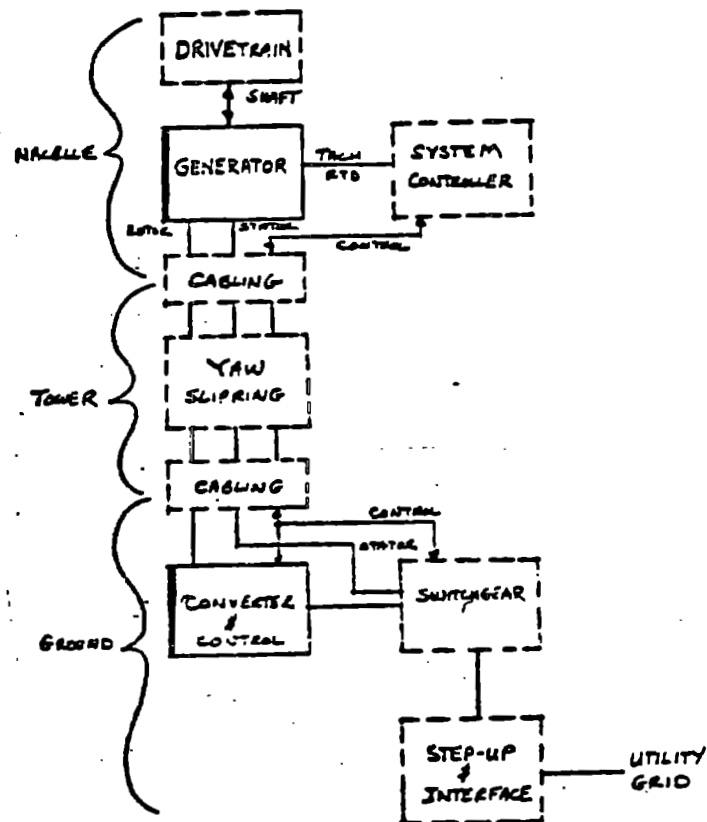 DRIVETRAIN
SHAFT
NACELLE
GENERATOR
TACH
RTD
SYSTEM
CONTROLLER
ROTOR
STATOR
CONTROL
CABLING
YAW
SLIPRING
TOWER
CABLING
CONTROL
STATOR
CONVERTER
&
CONTROL
SWITCHGEAR
GROUND
STEP-UP
&
INTERFACE
UTILITY
GRID